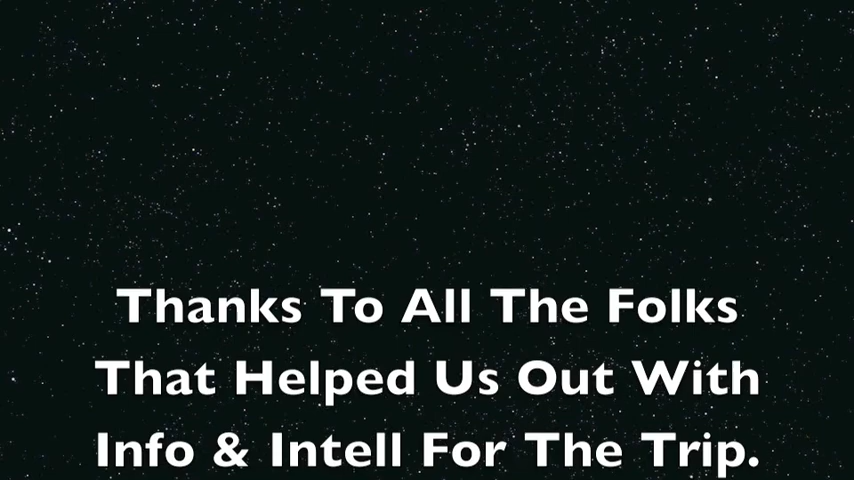 Thanks To All The Folks
That Helped Us Out With
Info & Intell For The Trip.